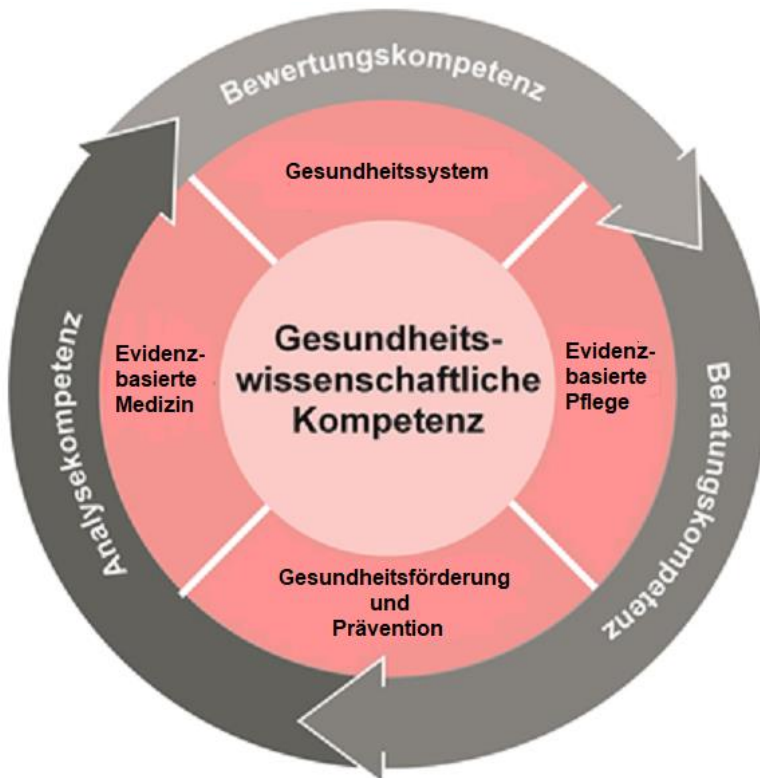 Bewertungskompetenz
Gesundheitssystem
Evidenz-
basierte
Medizin
Gesundheits-
wissenschaftliche
Kompetenz
Evidenz-
basierte
Pflege
Analysekompetenz
Beratungskompetenz
Gesundheitsförderung
und
Prävention